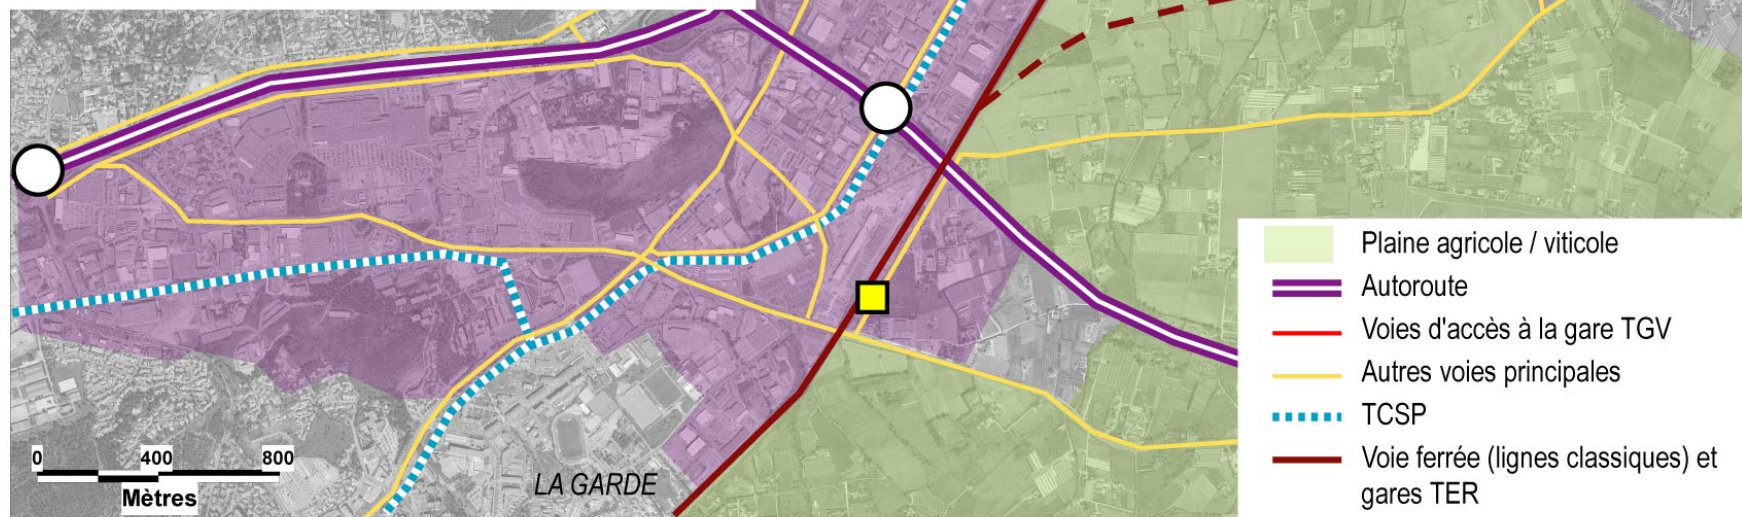 Plaine agricole / viticole
Autoroute
Voies d'accès à la gare TGV
Autres voies principales
TCSP
Voie ferrée (lignes classiques) et
gares TER
0 400 800
Mètres
LA GARDE